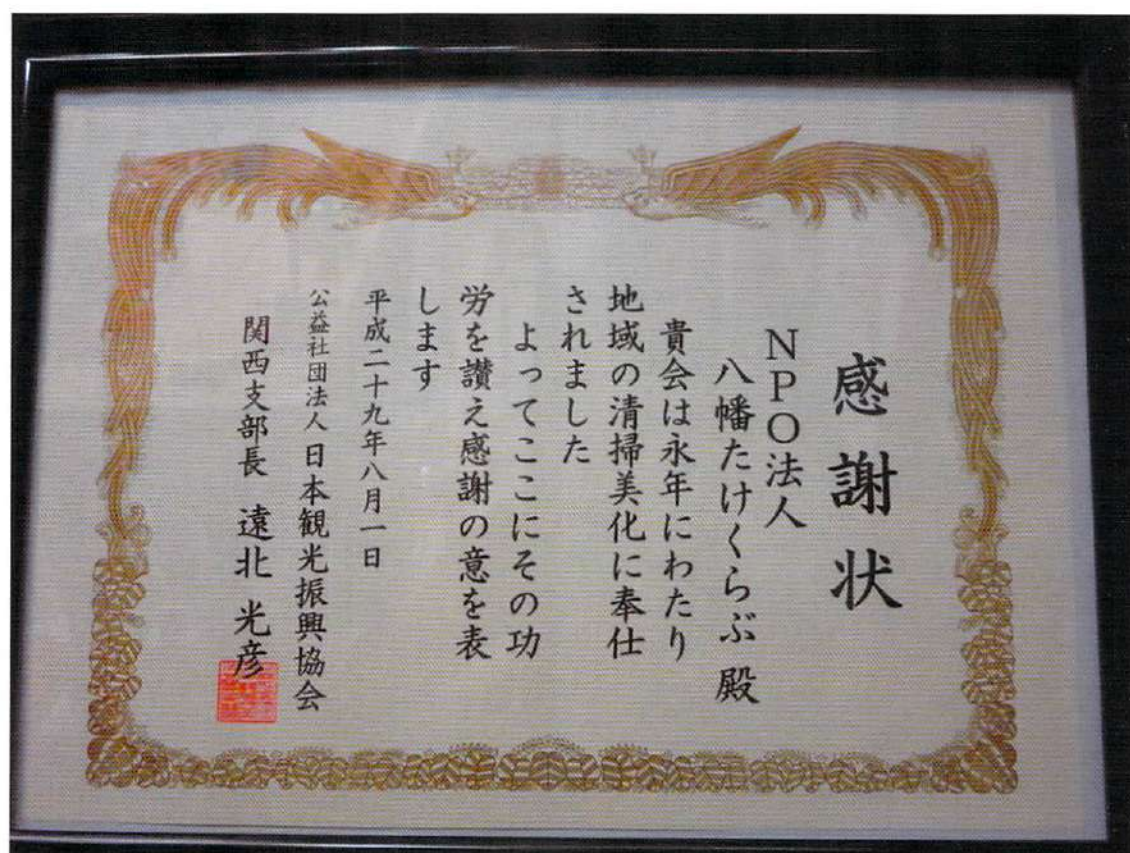 感謝状
NPO法人
八幡たけくらぶ 殿
貴会は永年にわたり
地域の清掃美化に奉仕
されました
よってここにその功
労を讃え感謝の意を表
します
平成二十九年八月一日
公益社団法人 日本観光振興協会
関西支部長 遠北 光彦